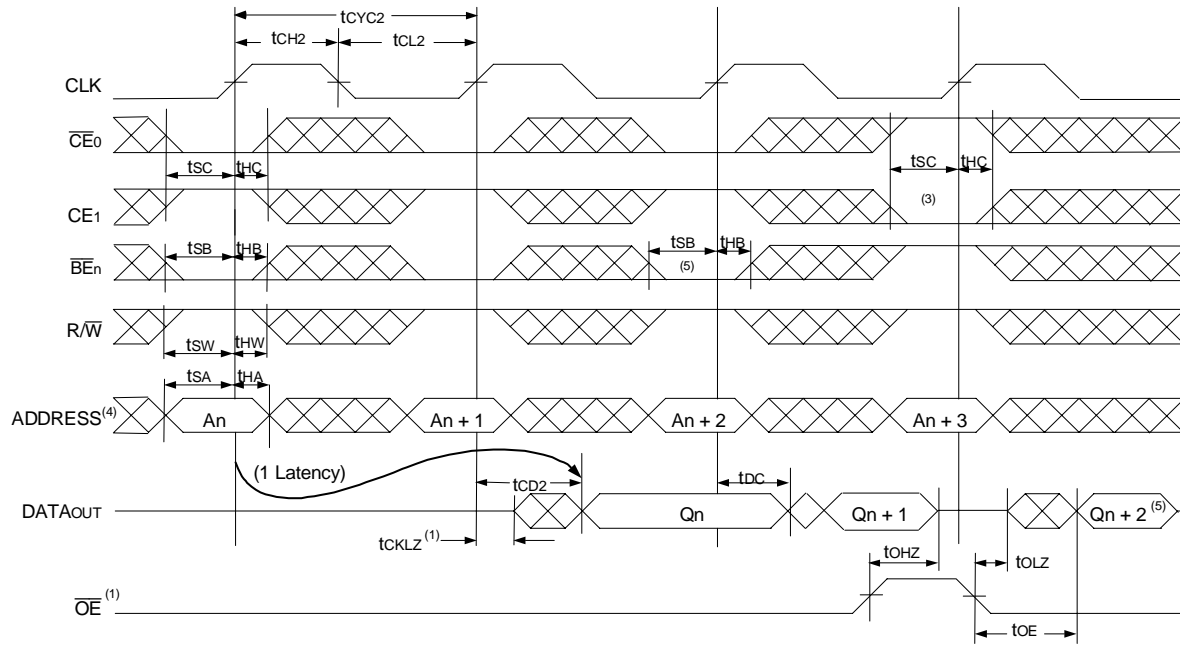 tCYC2
tCH2 tCL2
CLK
CE0
tSC tHC tSC tHC
CE1 (3)
tSB tHB tSB tHB
BEn (5)
R/W
tSW tHW
tSA tHA
ADDRESS(4) An An + 1 An + 2 An + 3
(1 Latency) tCD2 tDC
DATAOUT Qn Qn + 1 Qn + 2 (5)
tCKLZ(1) tOHZ tOLZ
OE (1)
tOE